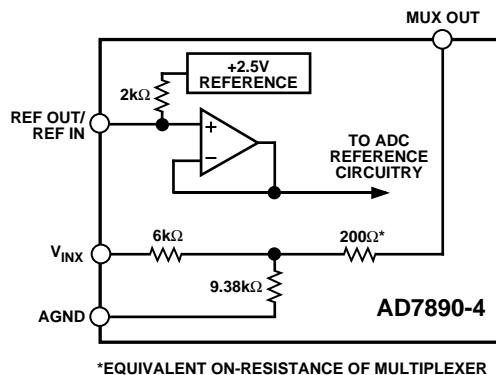 MUX OUT
+2.5V
REFERENCE
2kΩ
REF OUT/
REF IN
+
–
TO ADC
REFERENCE
CIRCUITRY
VINX
6kΩ
200Ω*
9.38kΩ
AGND
AD7890-4
*EQUIVALENT ON-RESISTANCE OF MULTIPLEXER